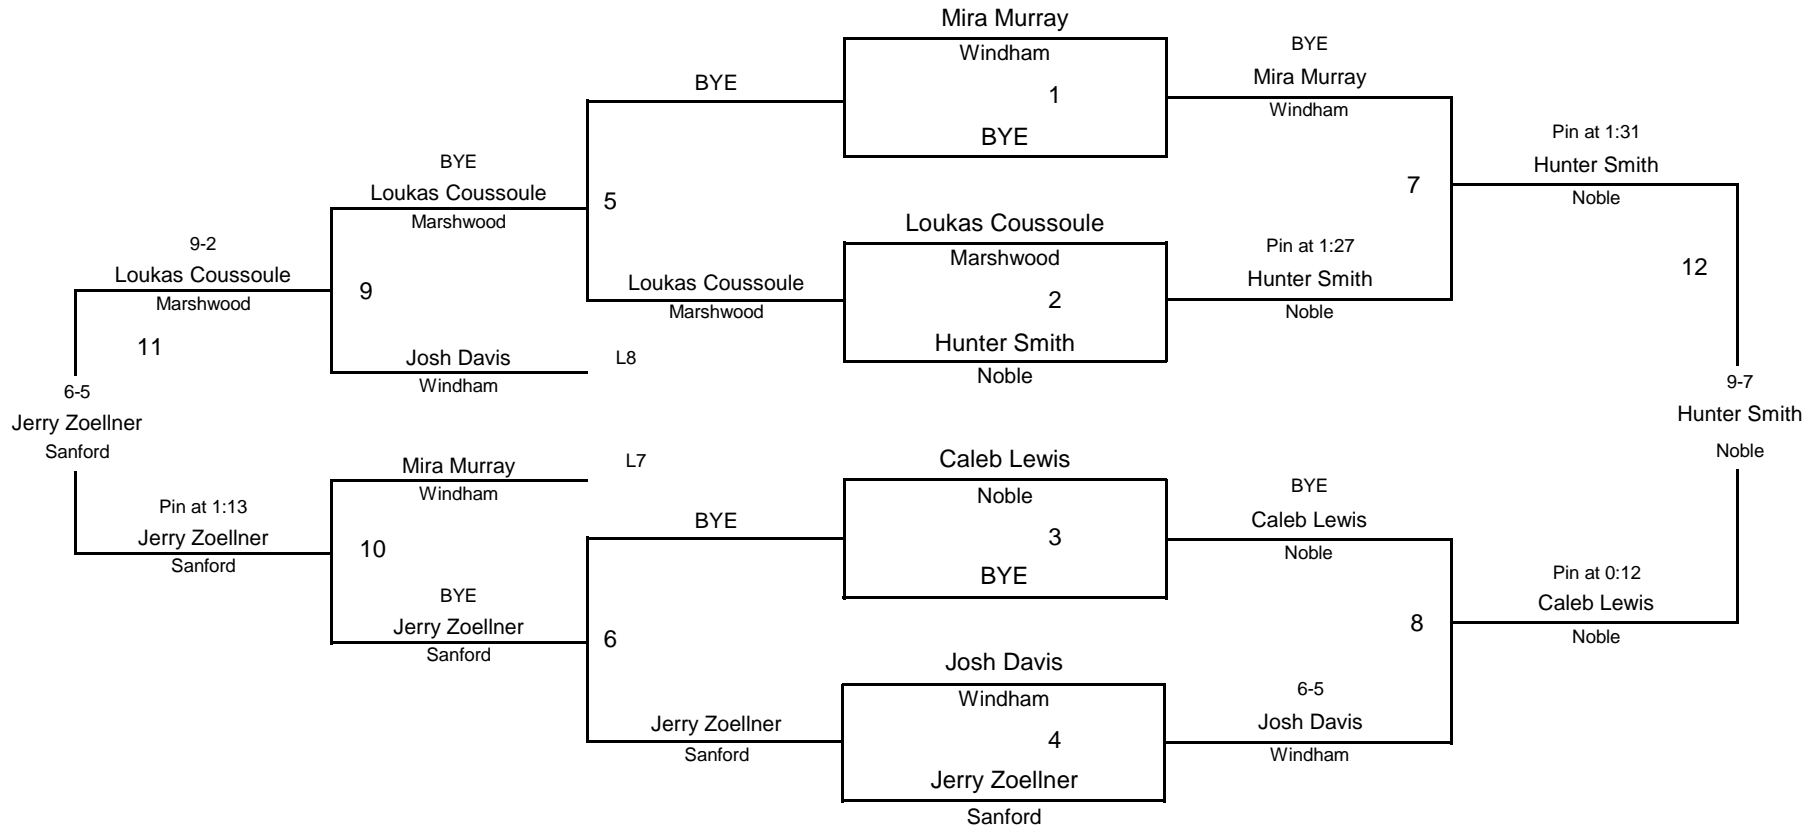 Mira Murray
Windham
1
BYE
BYE
Mira Murray
Windham
BYE
Pin at 1:31
Hunter Smith
Noble
7
BYE
Loukas Coussoule
Marshwood
5
Loukas Coussoule
Marshwood
2
Hunter Smith
Noble
Pin at 1:27
Hunter Smith
Noble
12
9-2
Loukas Coussoule
Marshwood
9
Loukas Coussoule
Marshwood
11
Josh Davis
Windham
L8
6-5
Jerry Zoellner
Sanford
9-7
Hunter Smith
Noble
Mira Murray
Windham
L7
Caleb Lewis
Noble
3
BYE
BYE
Caleb Lewis
Noble
Pin at 1:13
Jerry Zoellner
Sanford
10
BYE
BYE
Jerry Zoellner
Sanford
6
8
Pin at 0:12
Caleb Lewis
Noble
Jerry Zoellner
Sanford
Josh Davis
Windham
4
Jerry Zoellner
Sanford
6-5
Josh Davis
Windham